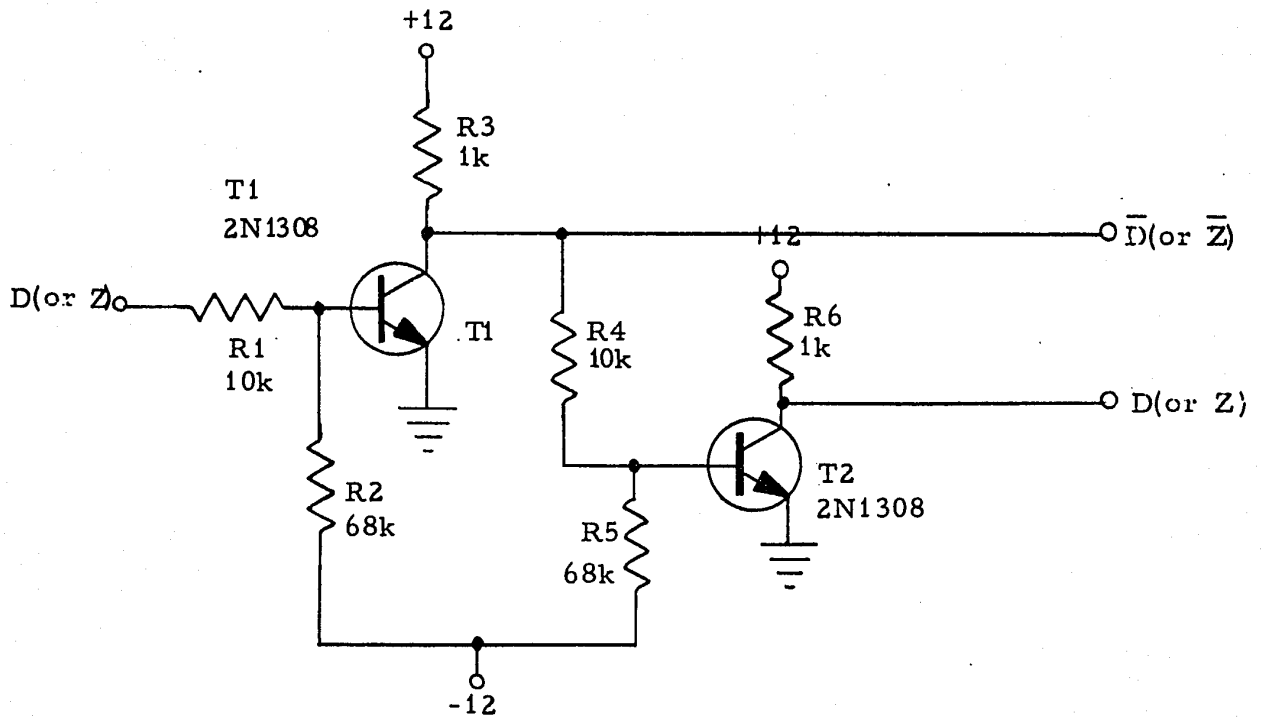 +12
R3
1k
T1
2N1308
D̅(or Z̅)
+12
D(or Z)
T1
R1
10k
R4
10k
R6
1k
D(or Z)
R2
68k
T2
2N1308
R5
68k
-12